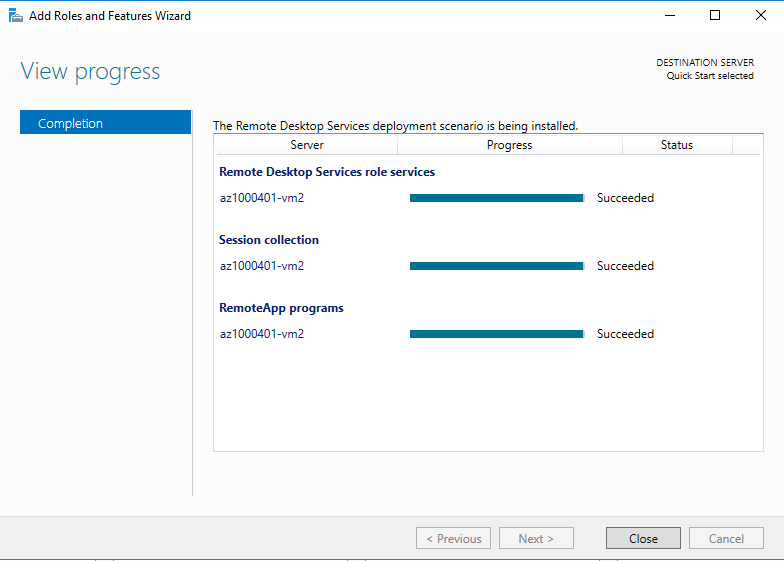 Add Roles and Features Wizard
View progress
DESTINATION SERVER
Quick Start selected
Completion
The Remote Desktop Services deployment scenario is being installed.
Server Progress Status
Remote Desktop Services role services
az1000401-vm2 Succeeded
Session collection
az1000401-vm2 Succeeded
RemoteApp programs
az1000401-vm2 Succeeded
< Previous Next > Close Cancel